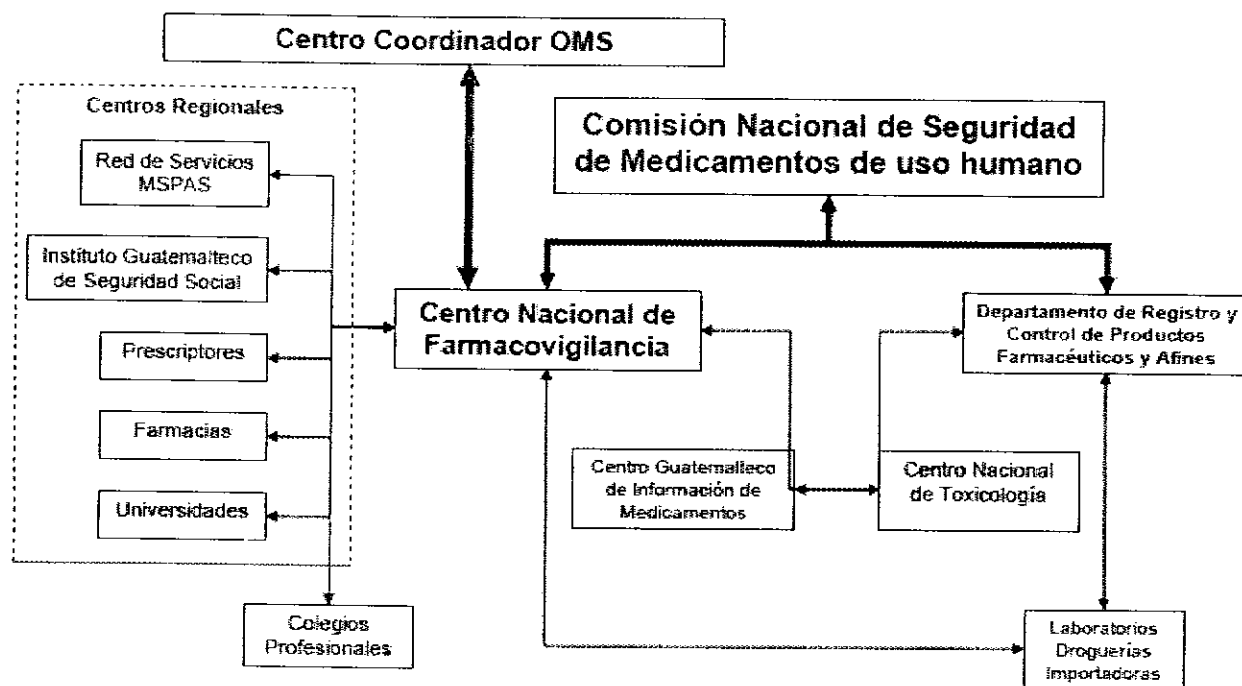 Centro Coordinador OMS
Centros Regionales
Red de Servicios
MSPAS
Instituto Guatemalteco
de Seguridad Social
Prescriptores
Farmacias
Universidades
Colegios
Profesionales
Comisión Nacional de Seguridad
de Medicamentos de uso humano
Centro Nacional de
Farmacovigilancia
Departamento de Registro y
Control de Productos
Farmacéuticos y Afines
Centro Guatemalteco
de Información de
Medicamentos
Centro Nacional
de Toxicología
Laboratorios
Droguerías
Importadoras